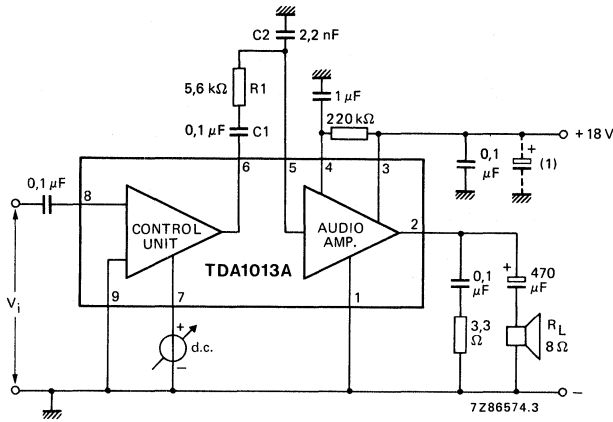 C2
2,2 nF
5,6 kΩ
R1
1 μF
220 kΩ
0,1 μF
C1
+ 18 V
0,1
μF
+
(1)
6
5
4
3
0,1 μF
8
2
CONTROL
UNIT
AUDIO
AMP.
TDA1013A
9
7
1
Vi
+
d.c.
−
0,1
μF
+
470
μF
3,3
Ω
RL
8 Ω
−
7Z86574.3